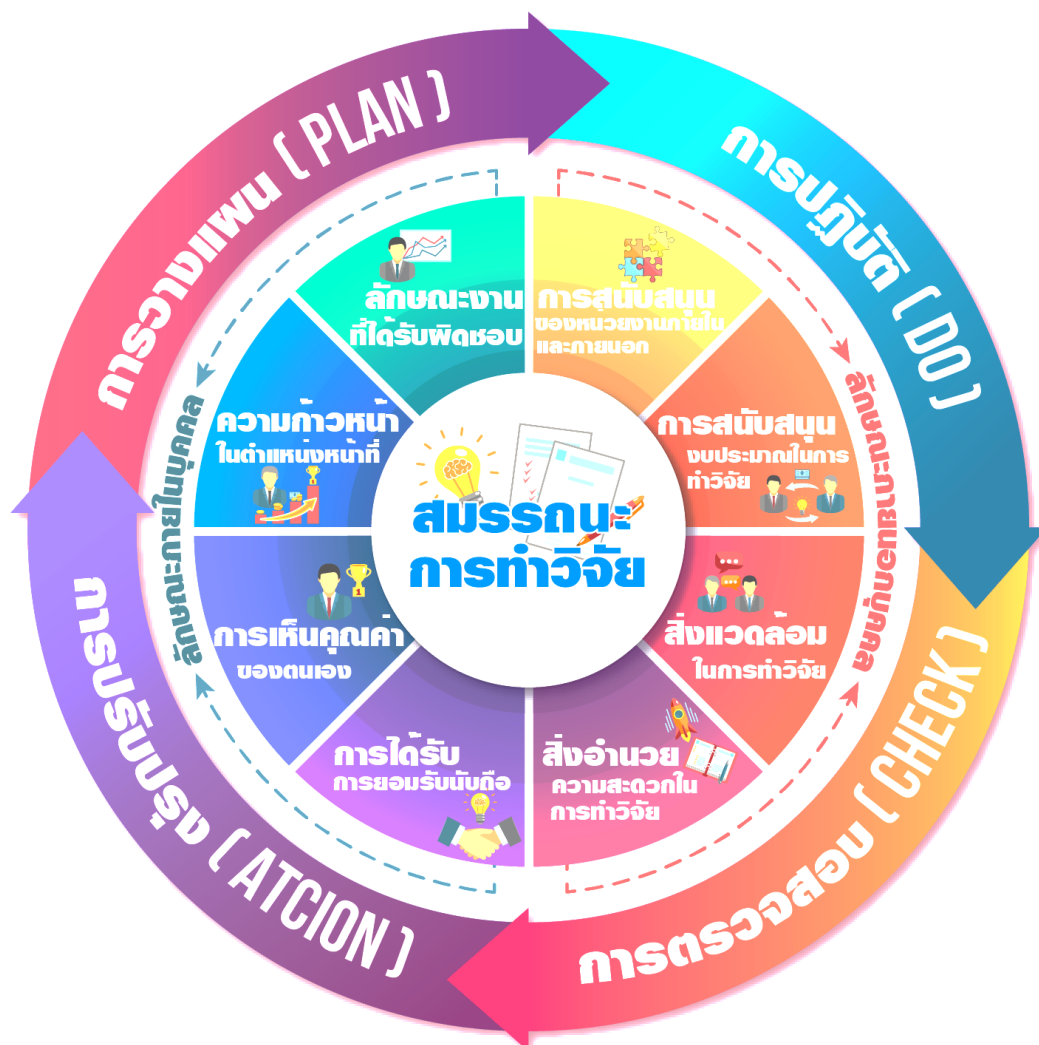 การวางแผน ( PLAN )
การปฏิบัติ ( DO )
การตรวจสอบ ( CHECK )
การปรับปรุง ( ATCION )
ลักษณะภายในบุคคล
ลักษณะภายนอกบุคคล
ลักษณะงาน
ที่ได้รับผิดชอบ
การสนับสนุน
ของหน่วยงานภายใน
และภายนอก
ความก้าวหน้า
ในตำแหน่งหน้าที่
การสนับสนุน
งบประมาณในการ
ทำวิจัย
สมรรถนะ
การทำวิจัย
การเห็นคุณค่า
ของตนเอง
สิ่งแวดล้อม
ในการทำวิจัย
การได้รับ
การยอมรับนับถือ
สิ่งอำนวย
ความสะดวกใน
การทำวิจัย